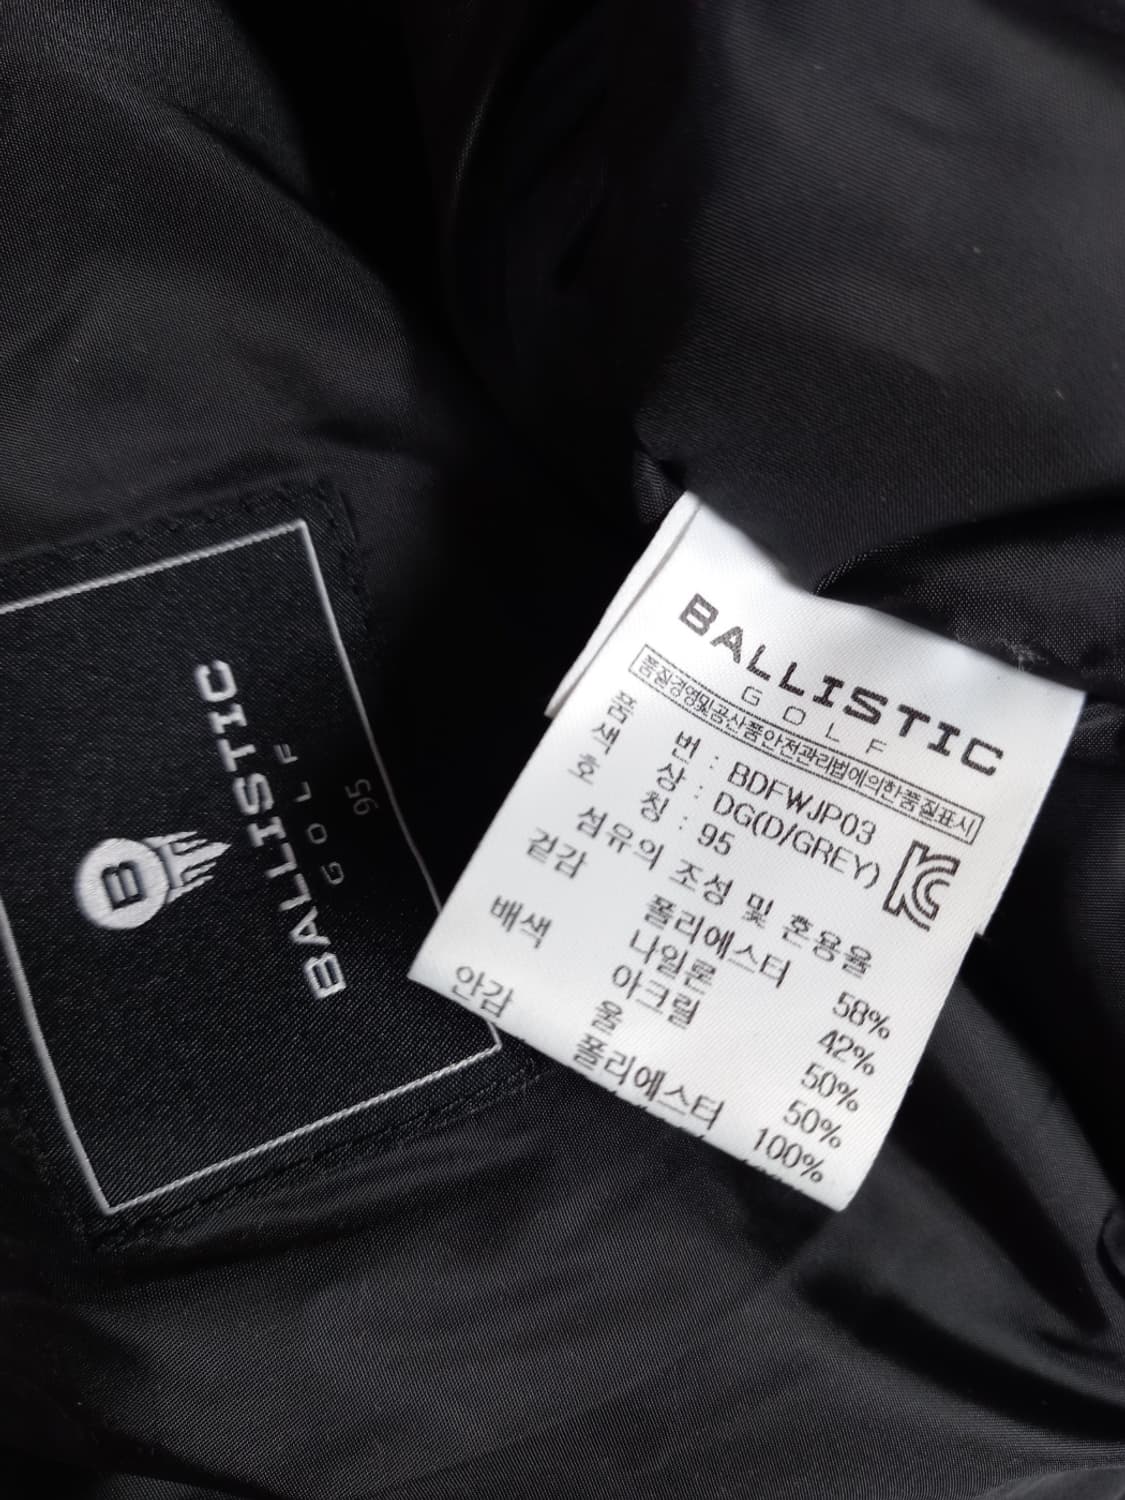 B
BALLISTIC
GOLF
95
BALLISTIC
GOLF
품질경영및공산품안전관리법에의한품질표시
품 번 : BDFWJP03
색 상 : DG(D/GREY)
호 칭 : 95
섬유의 조성 및 혼용율
겉감 폴리에스터 58%
나일론 42%
배색 아크릴 50%
울 50%
안감 폴리에스터 100%